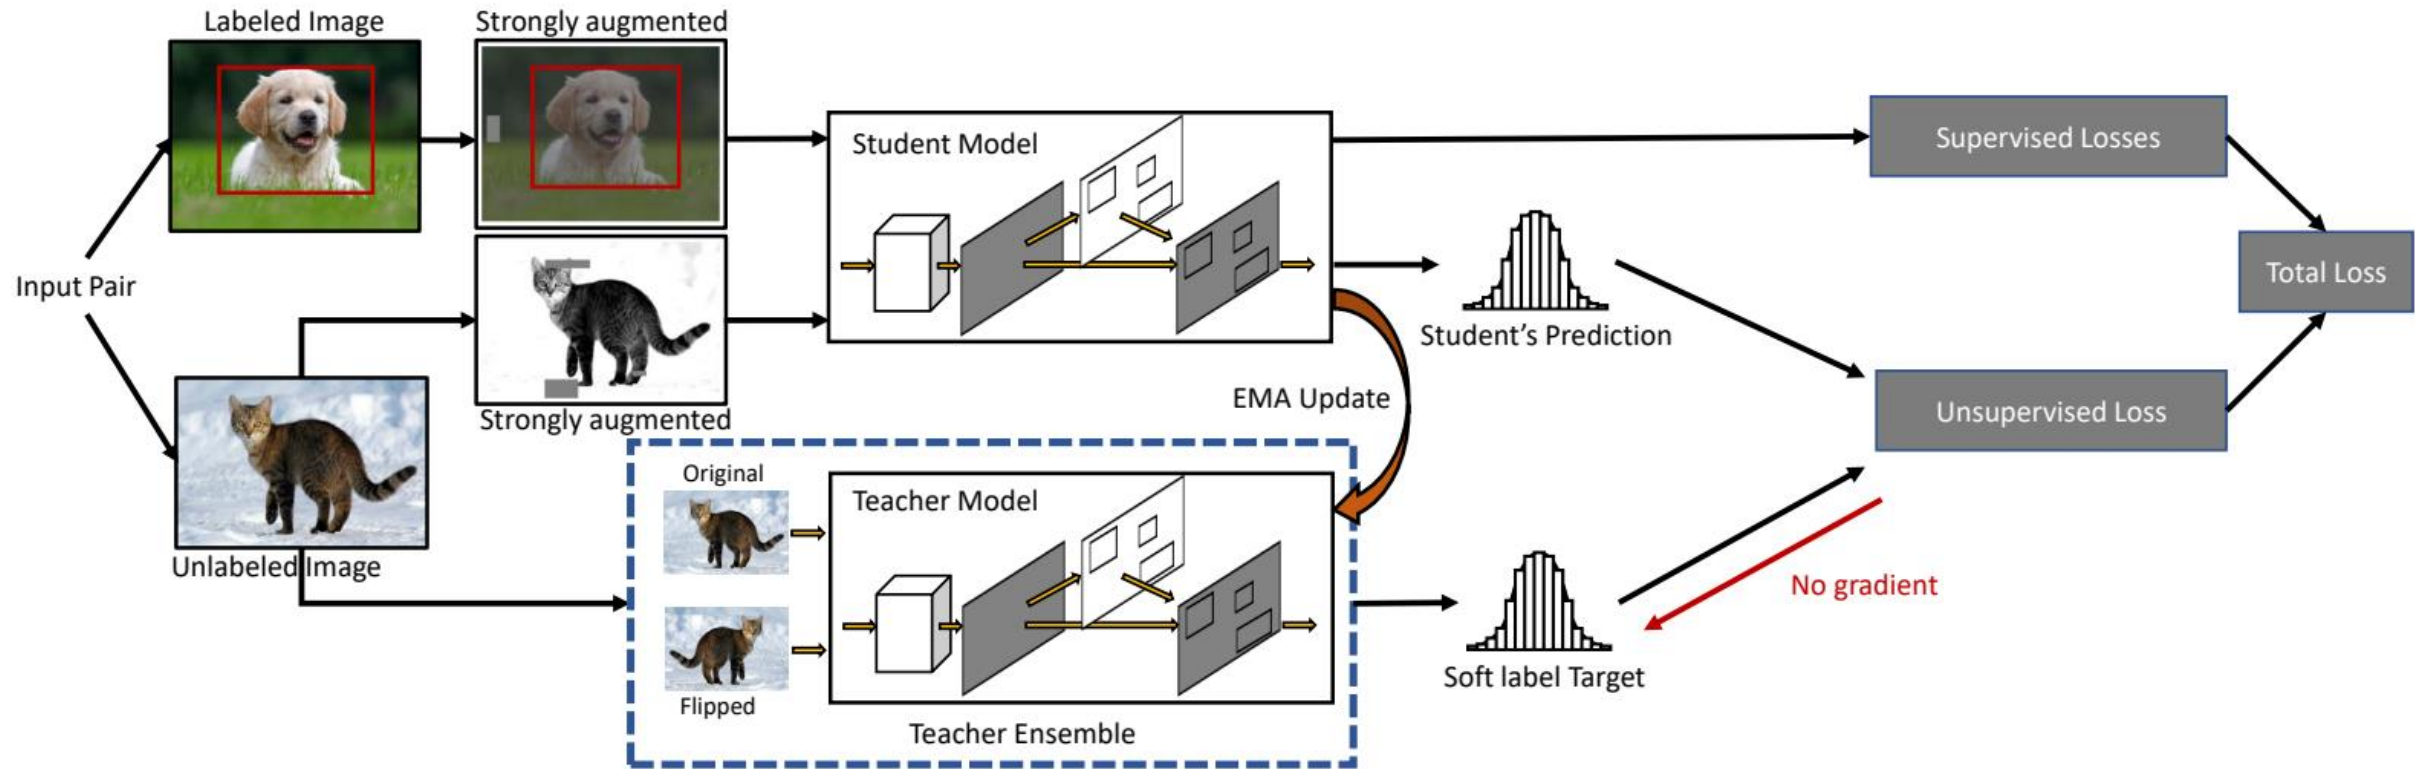 Labeled Image
Strongly augmented
Student Model
Supervised Losses
Input Pair
Total Loss
Student’s Prediction
EMA Update
Unsupervised Loss
Strongly augmented
Original
Teacher Model
Unlabeled Image
No gradient
Soft label Target
Flipped
Teacher Ensemble